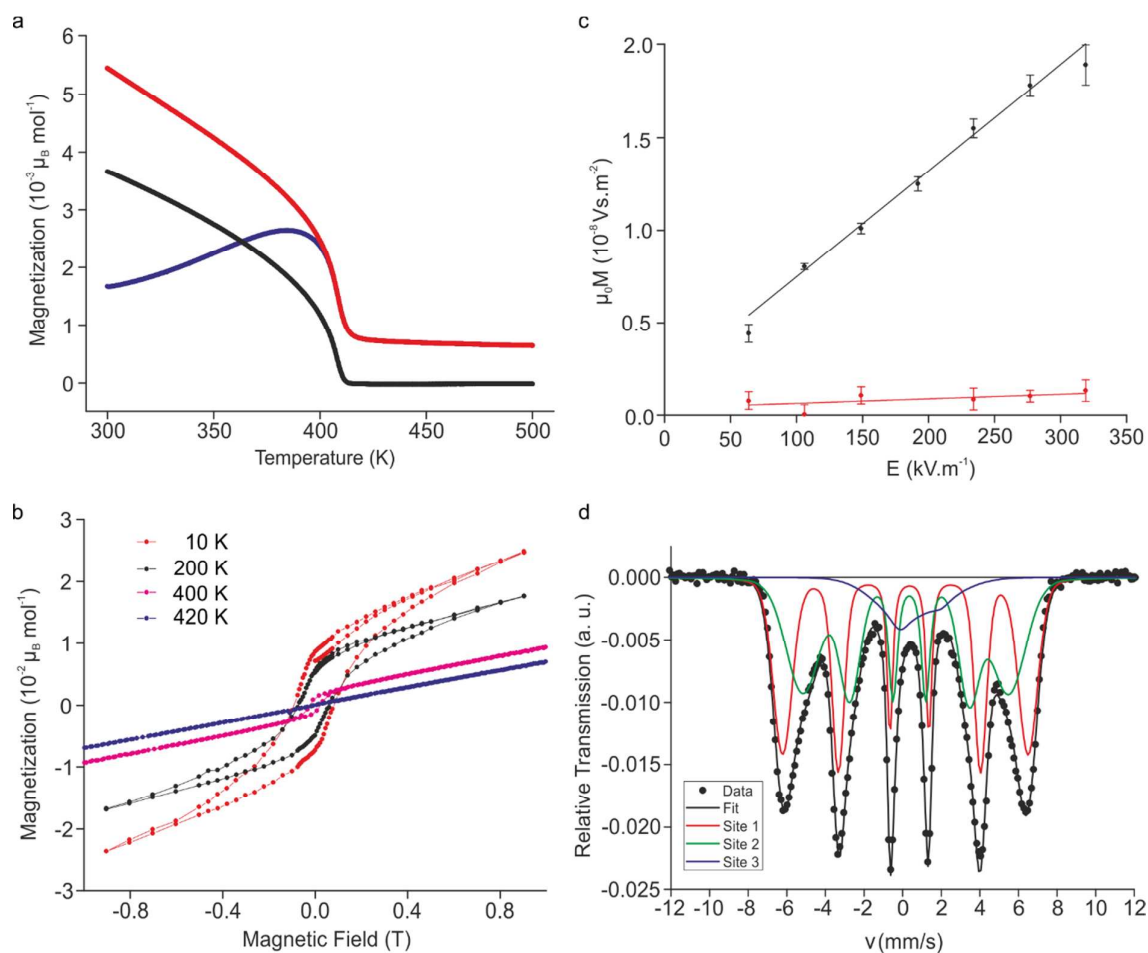 a
Magnetization (10⁻³ μ_B mol⁻¹)
6
5
4
3
2
1
0
300 350 400 450 500
Temperature (K)
b
Magnetization (10⁻² μ_B mol⁻¹)
3
2
1
0
-1
-2
-3
10 K
200 K
400 K
420 K
-0.8 -0.4 0.0 0.4 0.8
Magnetic Field (T)
c
μ₀M (10⁻⁸ Vs.m⁻²)
2.0
1.5
1.0
0.5
0.0
0 50 100 150 200 250 300 350
E (kV.m⁻¹)
d
Relative Transmission (a. u.)
0.000
-0.005
-0.010
-0.015
-0.020
-0.025
Data
Fit
Site 1
Site 2
Site 3
-12 -10 -8 -6 -4 -2 0 2 4 6 8 10 12
v(mm/s)